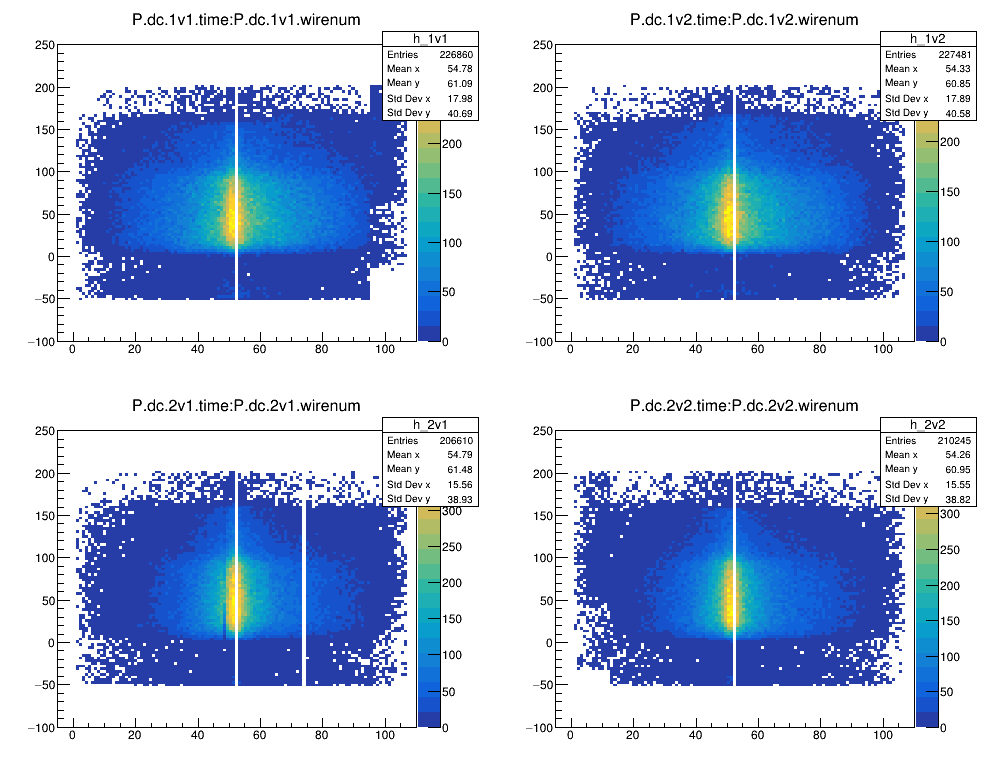 P.dc.1v1.time:P.dc.1v1.wirenum
h_1v1
Entries 226860
Mean x 54.78
Mean y 61.09
Std Dev x 17.98
Std Dev y 40.69
250
200
150
100
50
0
−50
−100
0 20 40 60 80 100
200
150
100
50
0
P.dc.1v2.time:P.dc.1v2.wirenum
h_1v2
Entries 227481
Mean x 54.33
Mean y 60.85
Std Dev x 17.89
Std Dev y 40.58
250
200
150
100
50
0
−50
−100
0 20 40 60 80 100
200
150
100
50
0
P.dc.2v1.time:P.dc.2v1.wirenum
h_2v1
Entries 206610
Mean x 54.79
Mean y 61.48
Std Dev x 15.56
Std Dev y 38.93
250
200
150
100
50
0
−50
−100
0 20 40 60 80 100
300
250
200
150
100
50
0
P.dc.2v2.time:P.dc.2v2.wirenum
h_2v2
Entries 210245
Mean x 54.26
Mean y 60.95
Std Dev x 15.55
Std Dev y 38.82
250
200
150
100
50
0
−50
−100
0 20 40 60 80 100
300
250
200
150
100
50
0